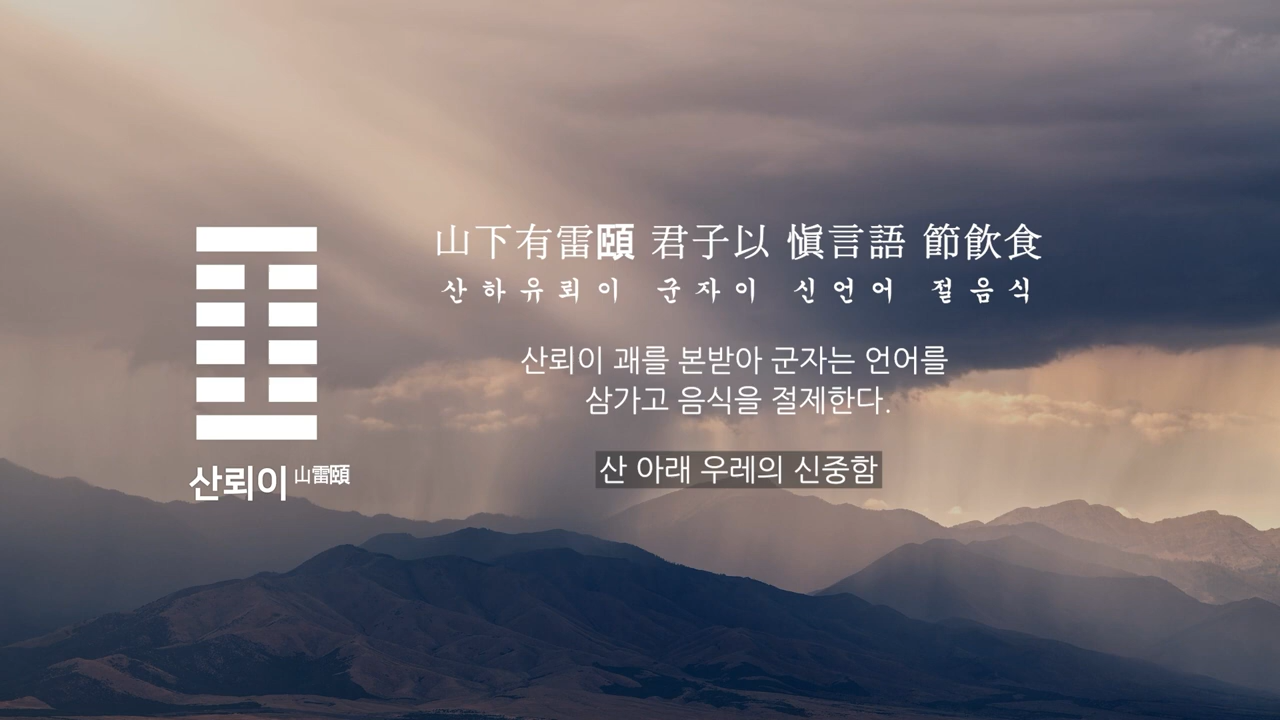 山下有雷頤 君子以 愼言語 節飮食
산하유뢰이 군자이 신언어 절음식
산뢰이 괘를 본받아 군자는 언어를
삼가고 음식을 절제한다.
산 아래 우레의 신중함
산뢰이 山雷頤